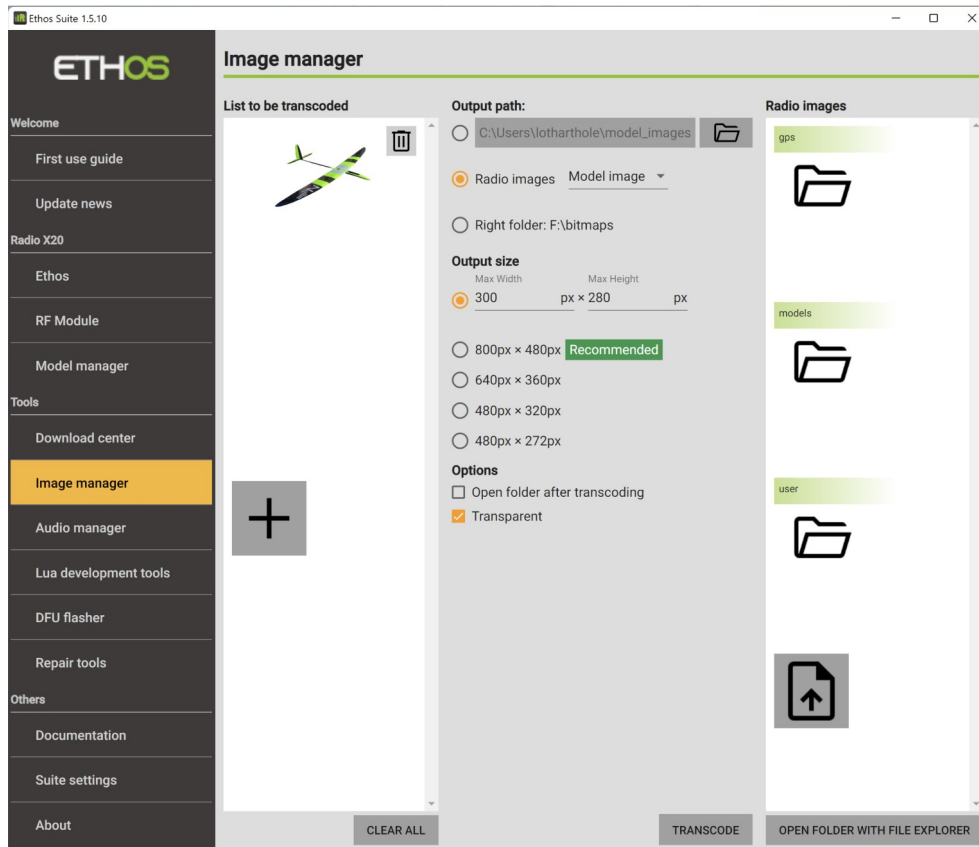 Ethos Suite 1.5.10
ETHOS
Welcome
First use guide
Update news
Radio X20
Ethos
RF Module
Model manager
Tools
Download center
Image manager
Audio manager
Lua development tools
DFU flasher
Repair tools
Others
Documentation
Suite settings
About
Image manager
List to be transcoded
CLEAR ALL
Output path:
C:\Users\lotharthole\model_images
Radio images Model image
Right folder: F:\bitmaps
Output size
Max Width Max Height
300 px × 280 px
800px × 480px Recommended
640px × 360px
480px × 320px
480px × 272px
Options
Open folder after transcoding
Transparent
TRANSCODE
Radio images
gps
models
user
OPEN FOLDER WITH FILE EXPLORER